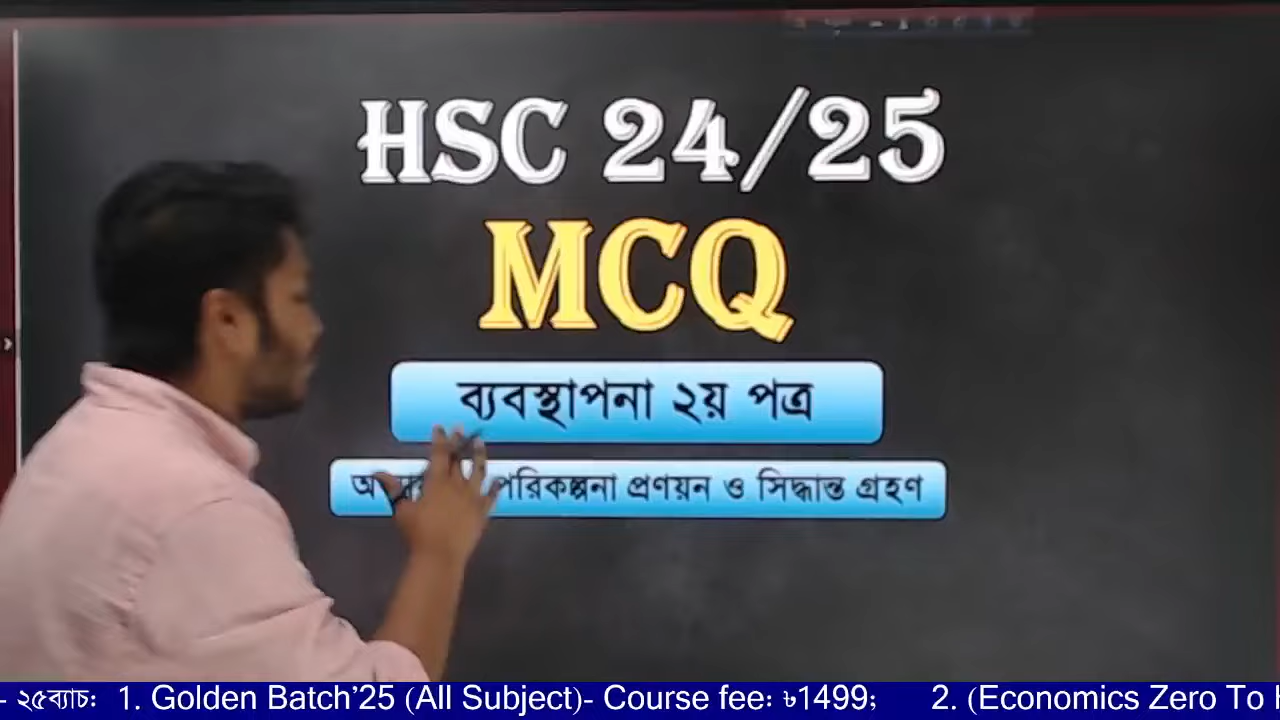 HSC 24/25
MCQ
ব্যবস্থাপনা ২য় পত্র
পরিকল্পনা প্রণয়ন ও সিদ্ধান্ত গ্রহণ
- ২৫ব্যাচঃ 1. Golden Batch’25 (All Subject)- Course fee: ৳1499; 2. (Economics Zero To